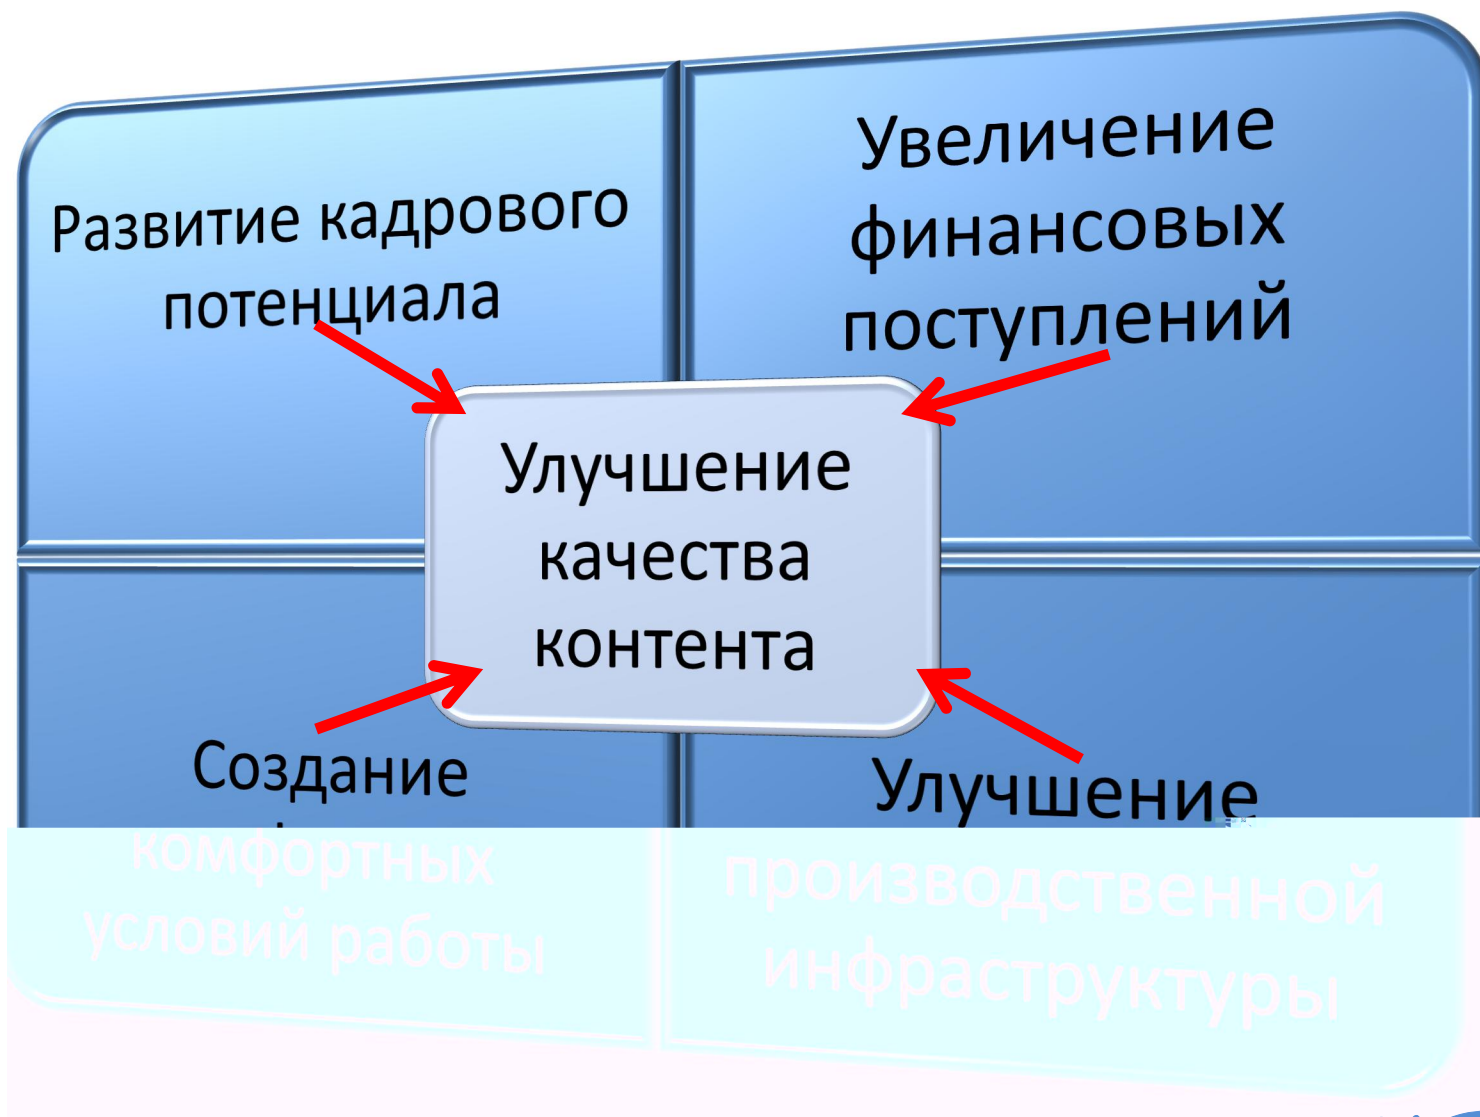 Развитие кадрового
потенциала
Увеличение
финансовых
поступлений
Улучшение
качества
контента
Создание
комфортных
условий работы
Улучшение
производственной
инфраструктуры